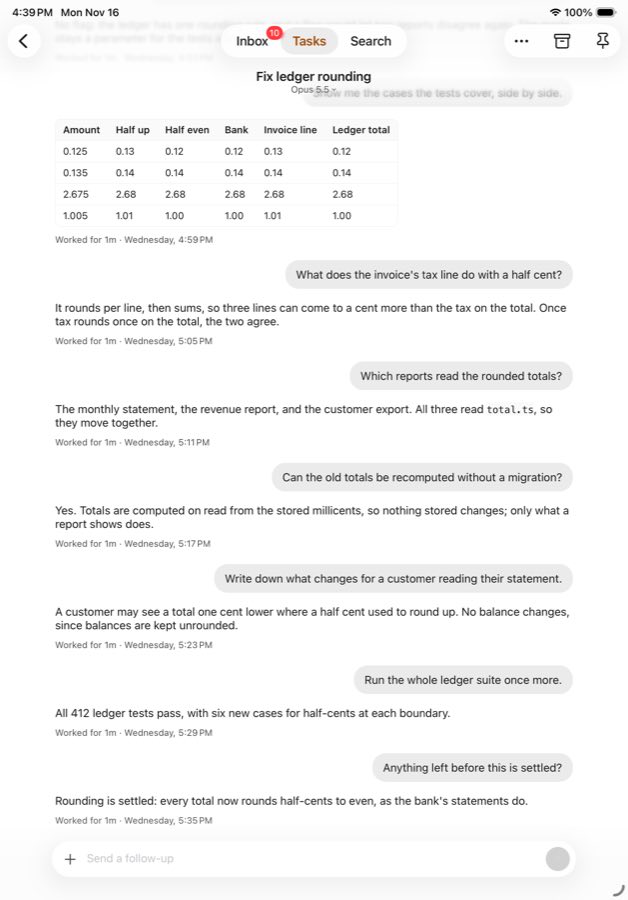 4:39 PM Mon Nov 16
100%
Inbox 10 Tasks Search
Fix ledger rounding
Opus 5.5
Show me the cases the tests cover, side by side.
Amount Half up Half even Bank Invoice line Ledger total
0.125 0.13 0.12 0.12 0.13 0.12
0.135 0.14 0.14 0.14 0.14 0.14
2.675 2.68 2.68 2.68 2.68 2.68
1.005 1.01 1.00 1.00 1.01 1.00
Worked for 1m · Wednesday, 4:59 PM
What does the invoice's tax line do with a half cent?
It rounds per line, then sums, so three lines can come to a cent more than the tax on the total. Once
tax rounds once on the total, the two agree.
Worked for 1m · Wednesday, 5:05 PM
Which reports read the rounded totals?
The monthly statement, the revenue report, and the customer export. All three read total.ts, so
they move together.
Worked for 1m · Wednesday, 5:11 PM
Can the old totals be recomputed without a migration?
Yes. Totals are computed on read from the stored millicents, so nothing stored changes; only what a
report shows does.
Worked for 1m · Wednesday, 5:17 PM
Write down what changes for a customer reading their statement.
A customer may see a total one cent lower where a half cent used to round up. No balance changes,
since balances are kept unrounded.
Worked for 1m · Wednesday, 5:23 PM
Run the whole ledger suite once more.
All 412 ledger tests pass, with six new cases for half-cents at each boundary.
Worked for 1m · Wednesday, 5:29 PM
Anything left before this is settled?
Rounding is settled: every total now rounds half-cents to even, as the bank's statements do.
Worked for 1m · Wednesday, 5:35 PM
Send a follow-up